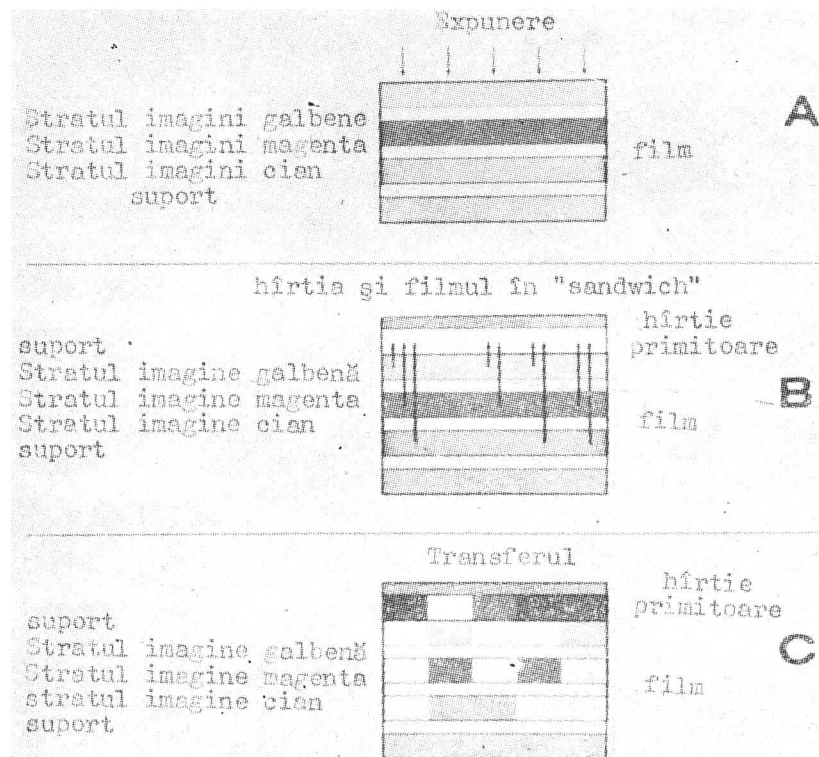 Expunere
Stratul imagini galbene
Stratul imagini magenta
Stratul imagini cian
suport
film
A
hîrtia şi filmul în "sandwich"
suport
Stratul imagine galbenă
Stratul imagine magenta
Stratul imagine cian
suport
hîrtie
primitoare
film
B
Transferul
suport
Stratul imagine galbenă
Stratul imagine magenta
stratul imagine cian
suport
hîrtie
primitoare
film
C